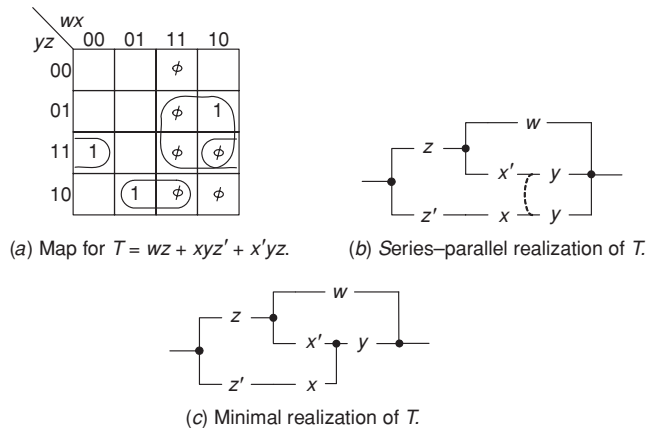 wx
yz 00 01 11 10
00 ϕ
01 ϕ 1
11 1 ϕ ϕ
10 1 ϕ ϕ
w
z x′ y
z′ x y
(a) Map for T = wz + xyz′ + x′yz.
(b) Series–parallel realization of T.
w
z x′ y
z′ x
(c) Minimal realization of T.